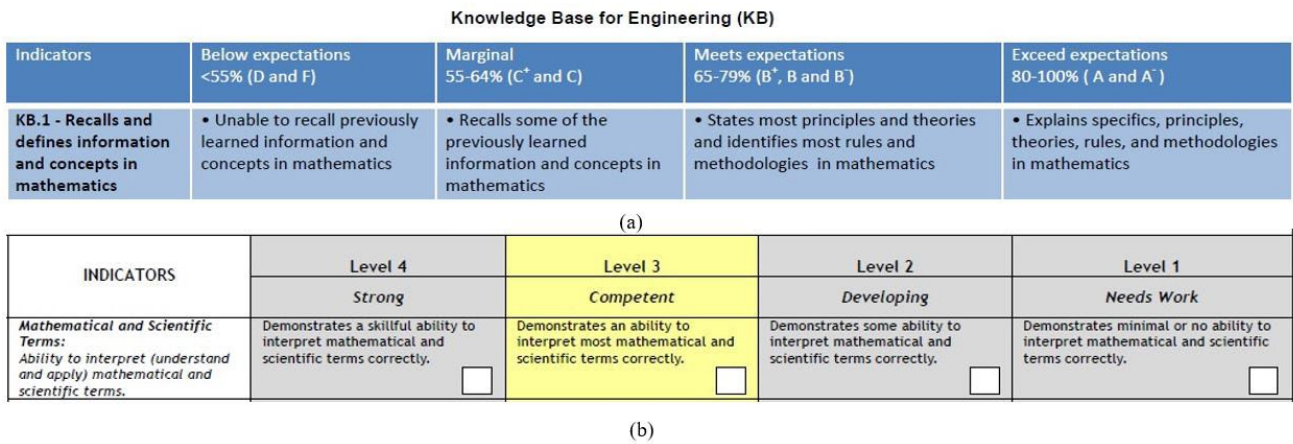 Knowledge Base for Engineering (KB)
Indicators
Below expectations
<55% (D and F)
Marginal
55-64% (C+ and C)
Meets expectations
65-79% (B+, B and B-)
Exceed expectations
80-100% ( A and A-)
KB.1 - Recalls and
defines information
and concepts in
mathematics
• Unable to recall previously
learned information and
concepts in mathematics
• Recalls some of the
previously learned
information and concepts in
mathematics
• States most principles and theories
and identifies most rules and
methodologies in mathematics
• Explains specifics, principles,
theories, rules, and methodologies
in mathematics
(a)
INDICATORS
Level 4
Strong
Level 3
Competent
Level 2
Developing
Level 1
Needs Work
Mathematical and Scientific
Terms:
Ability to interpret (understand
and apply) mathematical and
scientific terms.
Demonstrates a skillful ability to
interpret mathematical and
scientific terms correctly.
Demonstrates an ability to
interpret most mathematical and
scientific terms correctly.
Demonstrates some ability to
interpret mathematical and
scientific terms correctly.
Demonstrates minimal or no ability to
interpret mathematical and scientific
terms correctly.
(b)